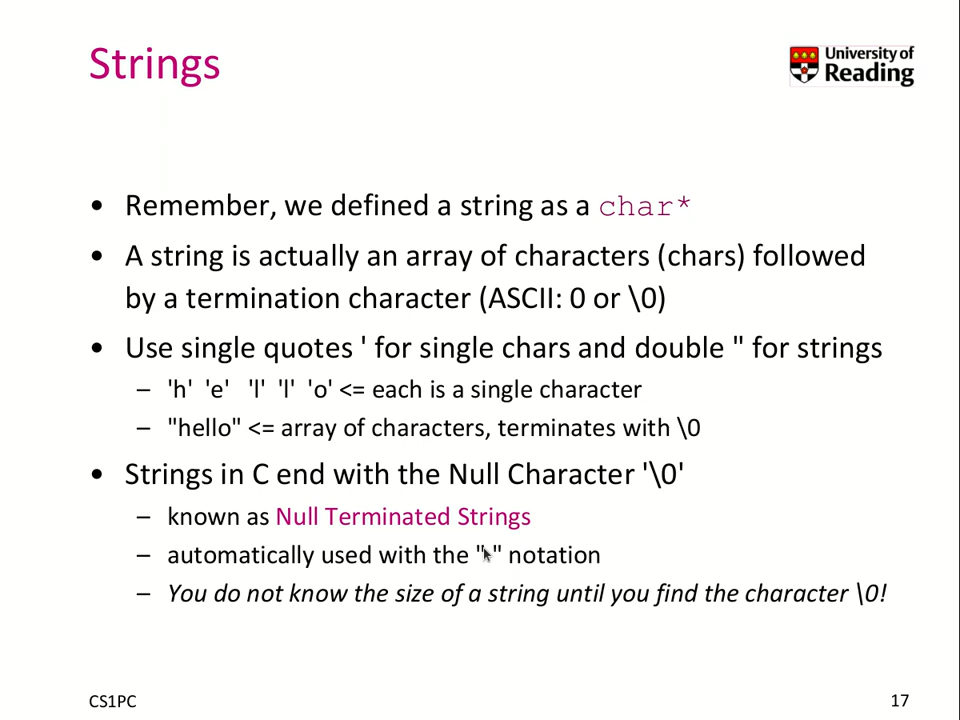 Strings
University of
Reading
• Remember, we defined a string as a char*
• A string is actually an array of characters (chars) followed
by a termination character (ASCII: 0 or \0)
• Use single quotes ' for single chars and double " for strings
– 'h' 'e' 'l' 'l' 'o' <= each is a single character
– "hello" <= array of characters, terminates with \0
• Strings in C end with the Null Character '\0'
– known as Null Terminated Strings
– automatically used with the " " notation
– You do not know the size of a string until you find the character \0!
CS1PC
17